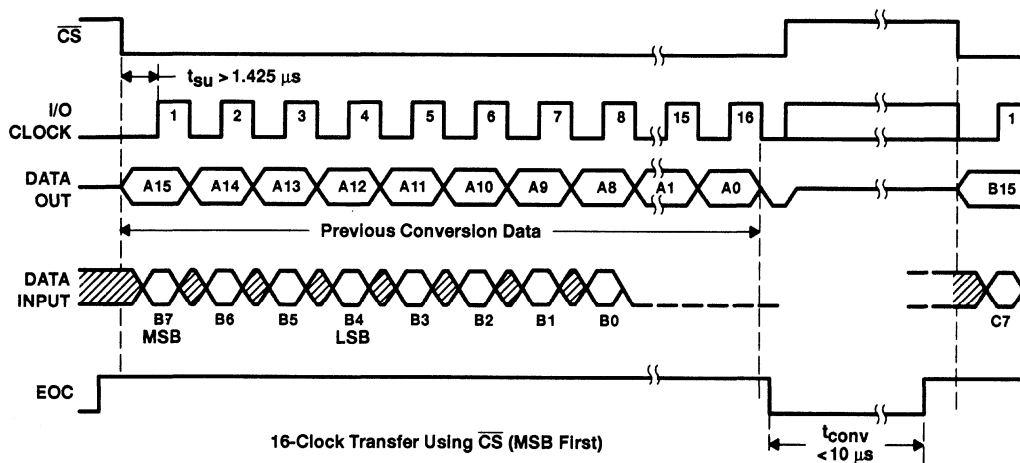 CS
tsu > 1.425 μs
I/O CLOCK
1 2 3 4 5 6 7 8 15 16 1
DATA OUT
A15 A14 A13 A12 A11 A10 A9 A8 A1 A0 B15
Previous Conversion Data
DATA INPUT
B7 B6 B5 B4 B3 B2 B1 B0 C7
MSB LSB
EOC
16-Clock Transfer Using CS (MSB First)
tconv
< 10 μs